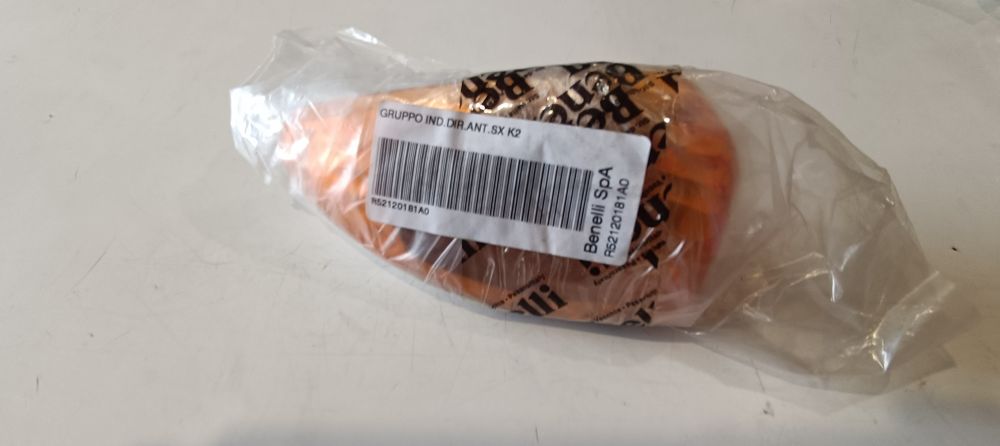 GRUPPO IND.DIR.ANT.SX K2
R52120181A0
Benelli SpA
R52120181A0